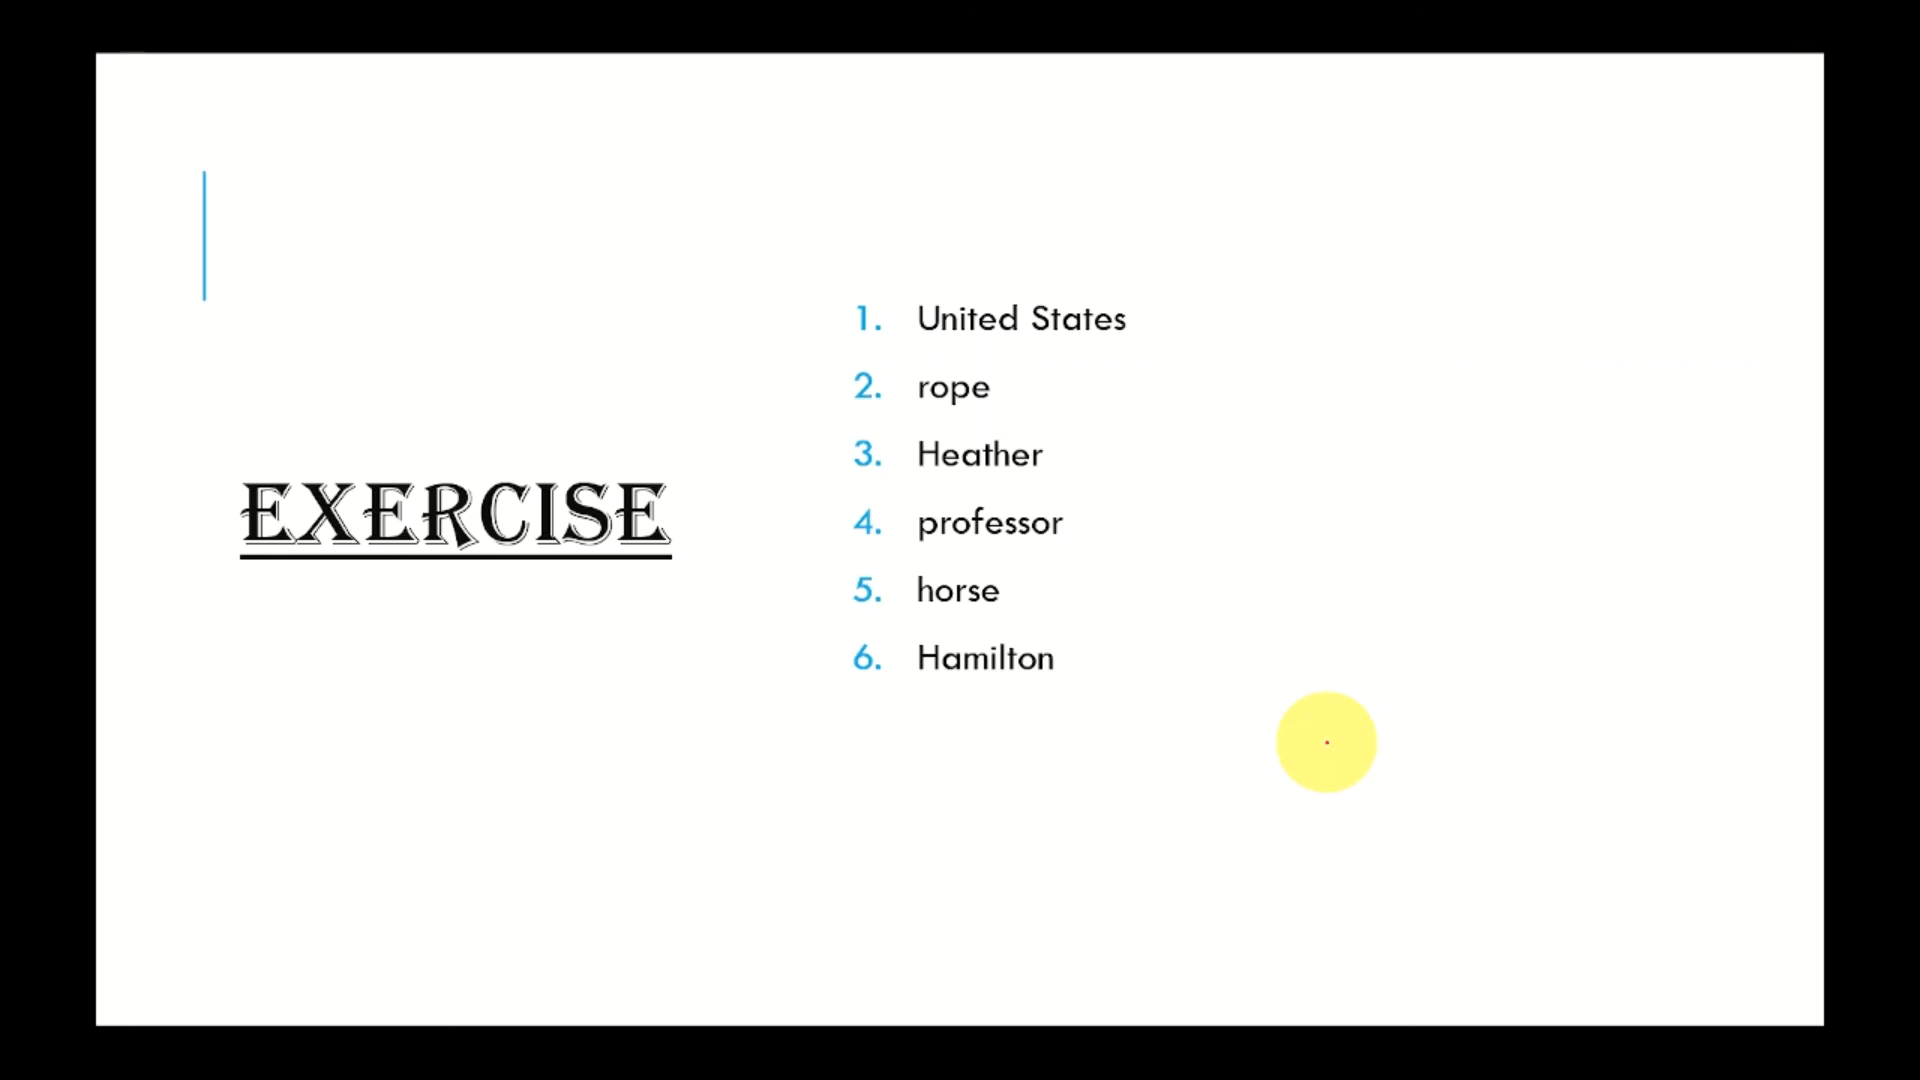 EXERCISE
1. United States
2. rope
3. Heather
4. professor
5. horse
6. Hamilton